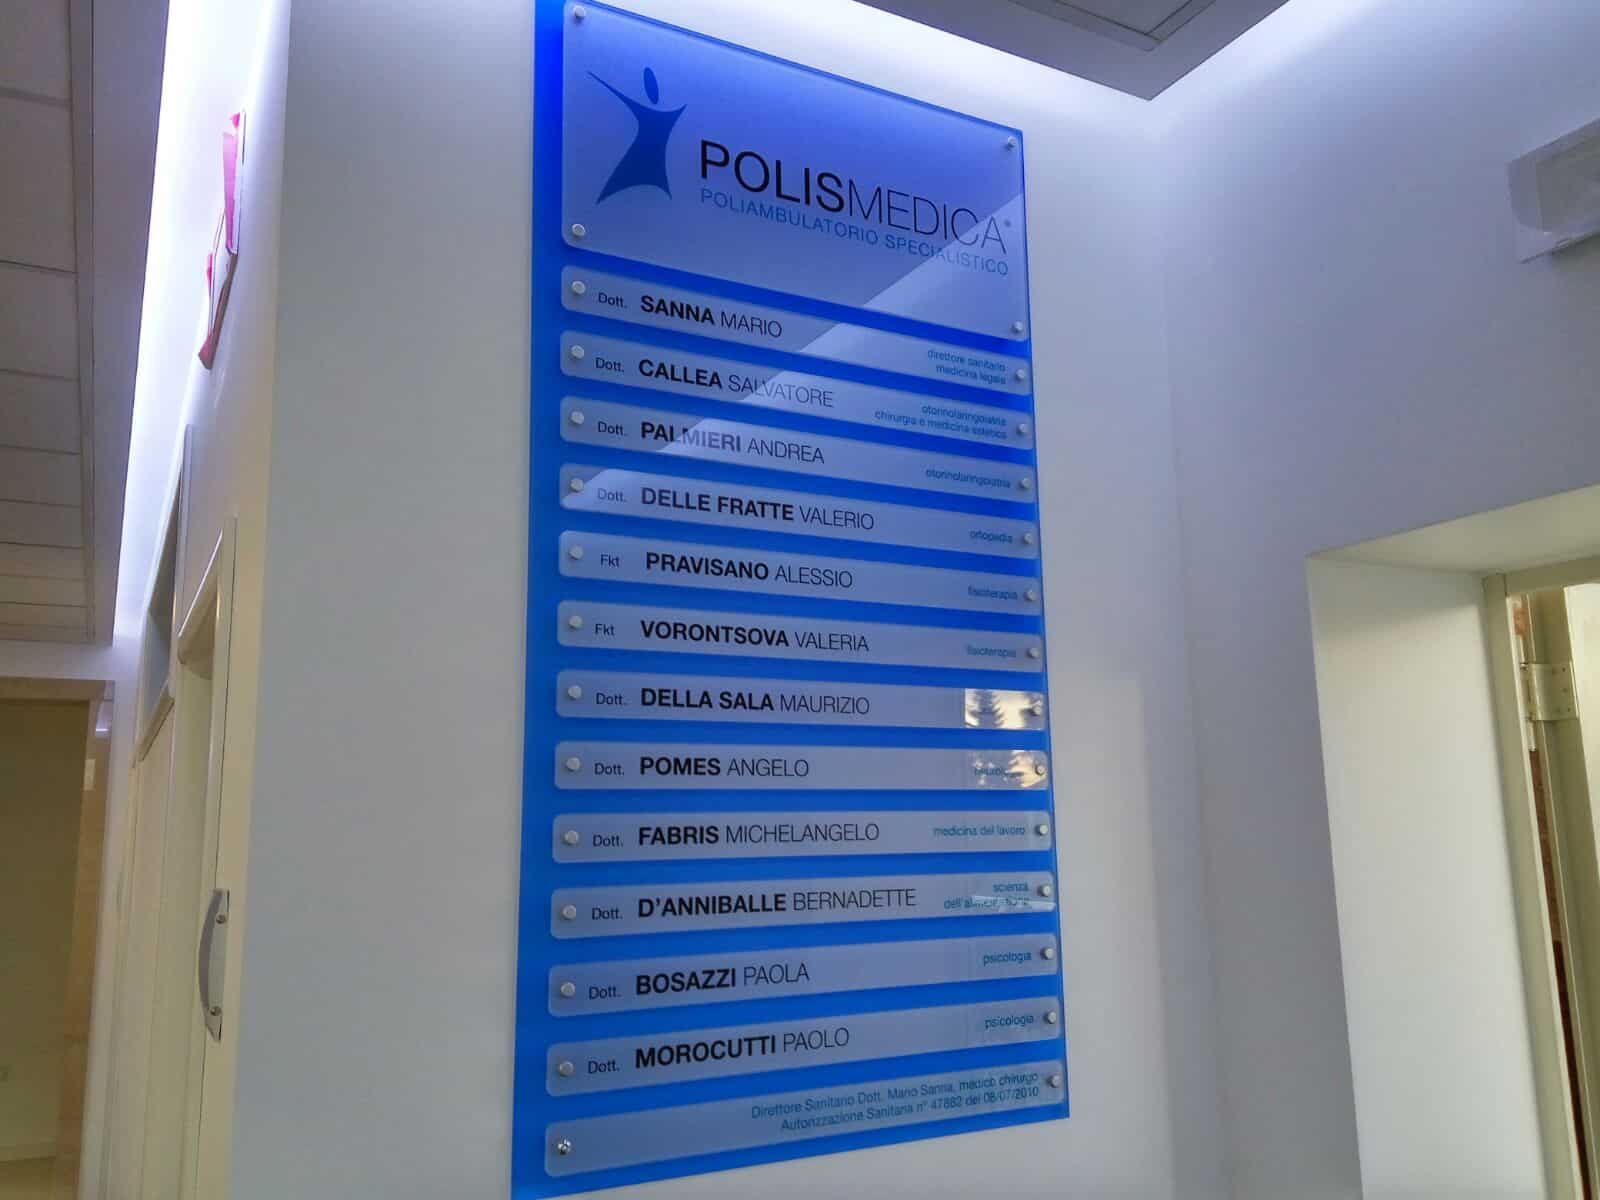 POLISMEDICA®
POLIAMBULATORIO SPECIALISTICO
Dott. SANNA MARIO
direttore sanitario
medicina legale
Dott. CALLEA SALVATORE
otorinolaringoiatria
chirurgia e medicina estetica
Dott. PALMIERI ANDREA
otorinolaringoiatria
Dott. DELLE FRATTE VALERIO
ortopedia
Fkt PRAVISANO ALESSIO
fisioterapia
Fkt VORONTSOVA VALERIA
fisioterapia
Dott. DELLA SALA MAURIZIO
Dott. POMES ANGELO
neurologia
Dott. FABRIS MICHELANGELO
medicina del lavoro
Dott. D'ANNIBALLE BERNADETTE
scienza
dell'alimentazione
Dott. BOSAZZI PAOLA
psicologia
Dott. MOROCUTTI PAOLO
psicologia
Direttore Sanitario Dott. Mario Sanna, medico chirurgo
Autorizzazione Sanitaria n° 47882 del 08/07/2010